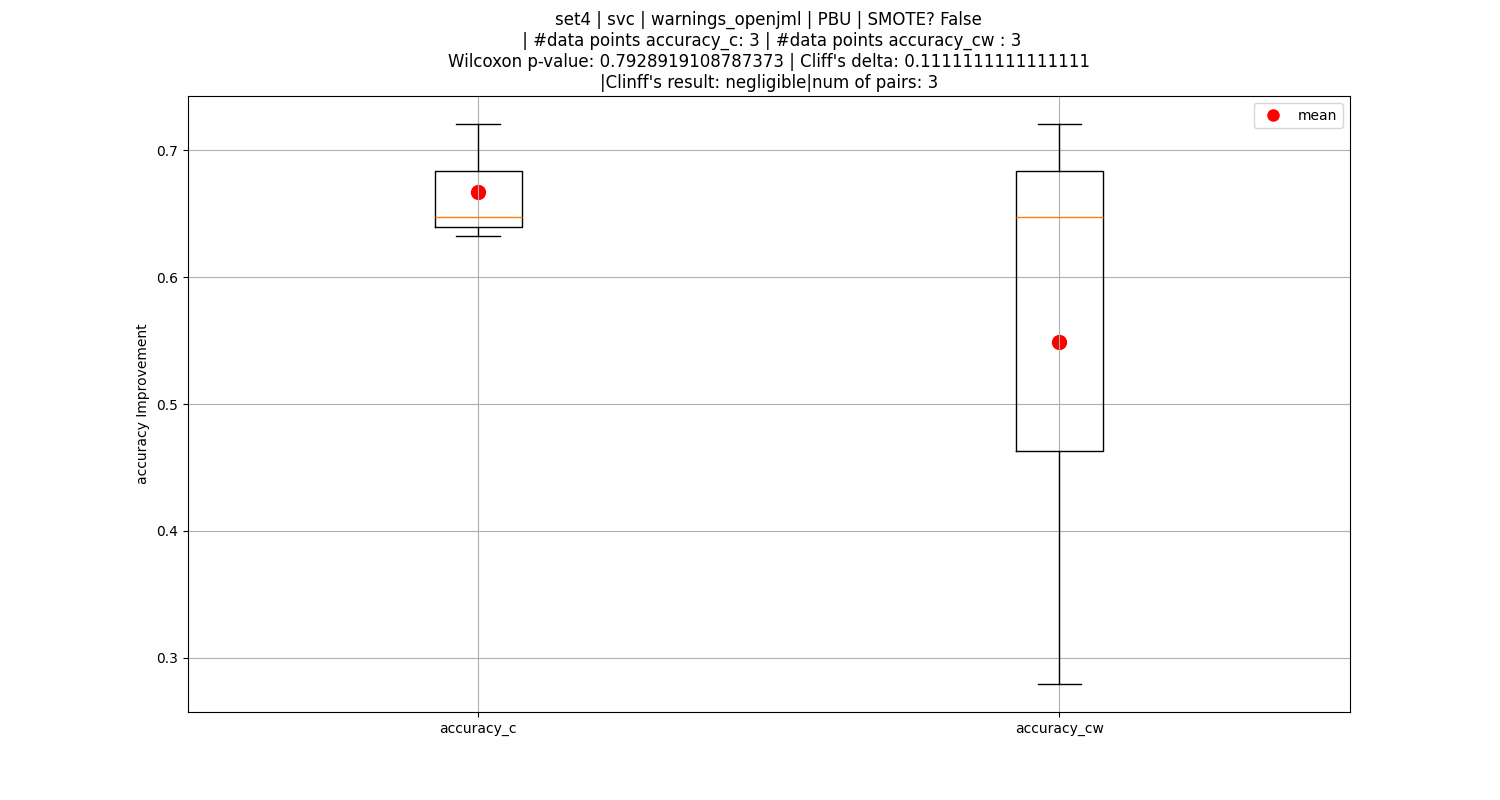 set4 | svc | warnings_openjml | PBU | SMOTE? False
| #data points accuracy_c: 3 | #data points accuracy_cw : 3
Wilcoxon p-value: 0.7928919108787373 | Cliff's delta: 0.1111111111111111
|Clinff's result: negligible|num of pairs: 3
mean
0.7
0.6
0.5
0.4
0.3
accuracy Improvement
accuracy_c
accuracy_cw